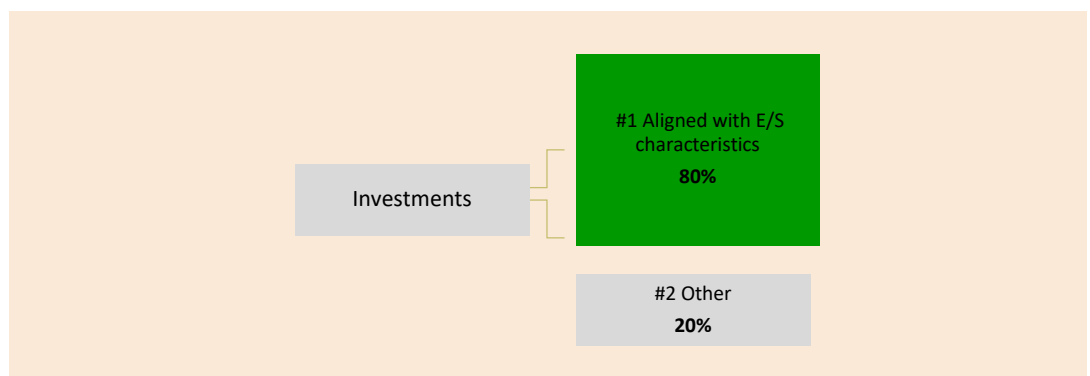 #1 Aligned with E/S
characteristics
80%
Investments
#2 Other
20%